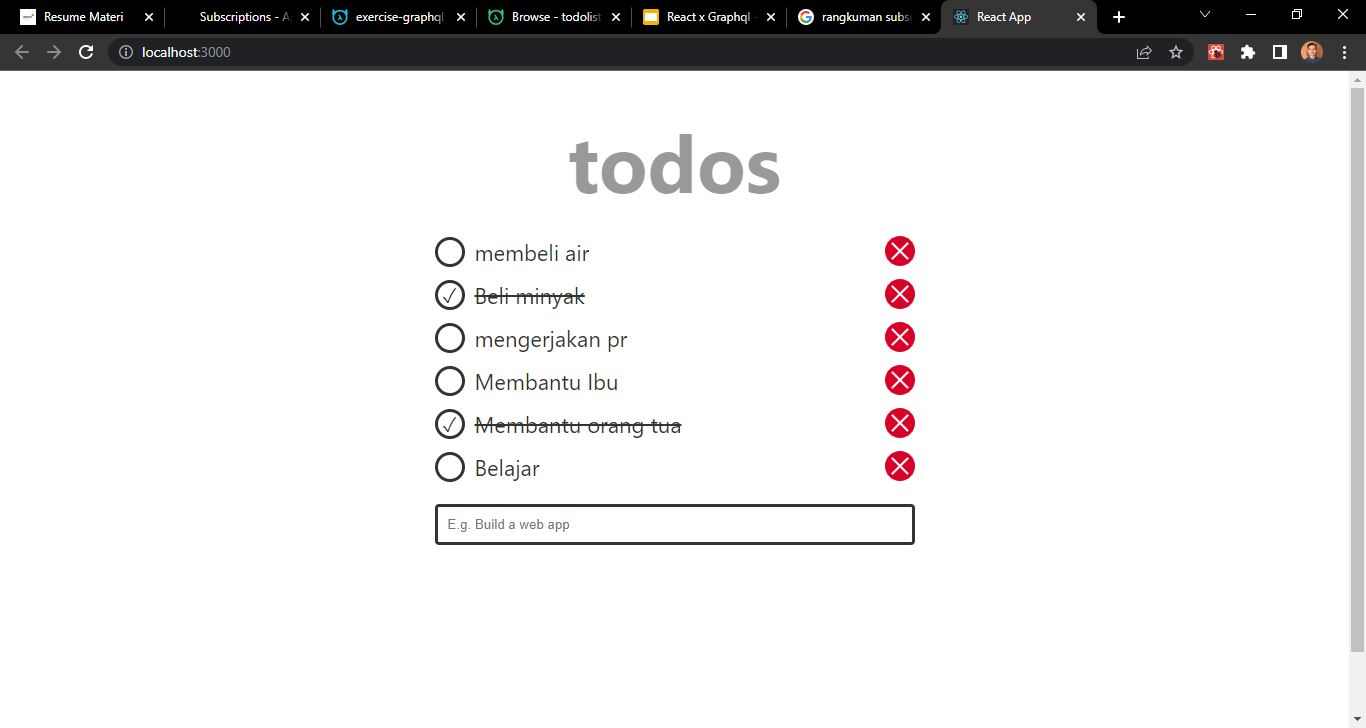 Resume Materi
Subscriptions - A
exercise-graphql
Browse - todolist
React x Graphql -
rangkuman subsc
React App
localhost:3000
todos
membeli air
Beli minyak
mengerjakan pr
Membantu Ibu
Membantu orang tua
Belajar
E.g. Build a web app